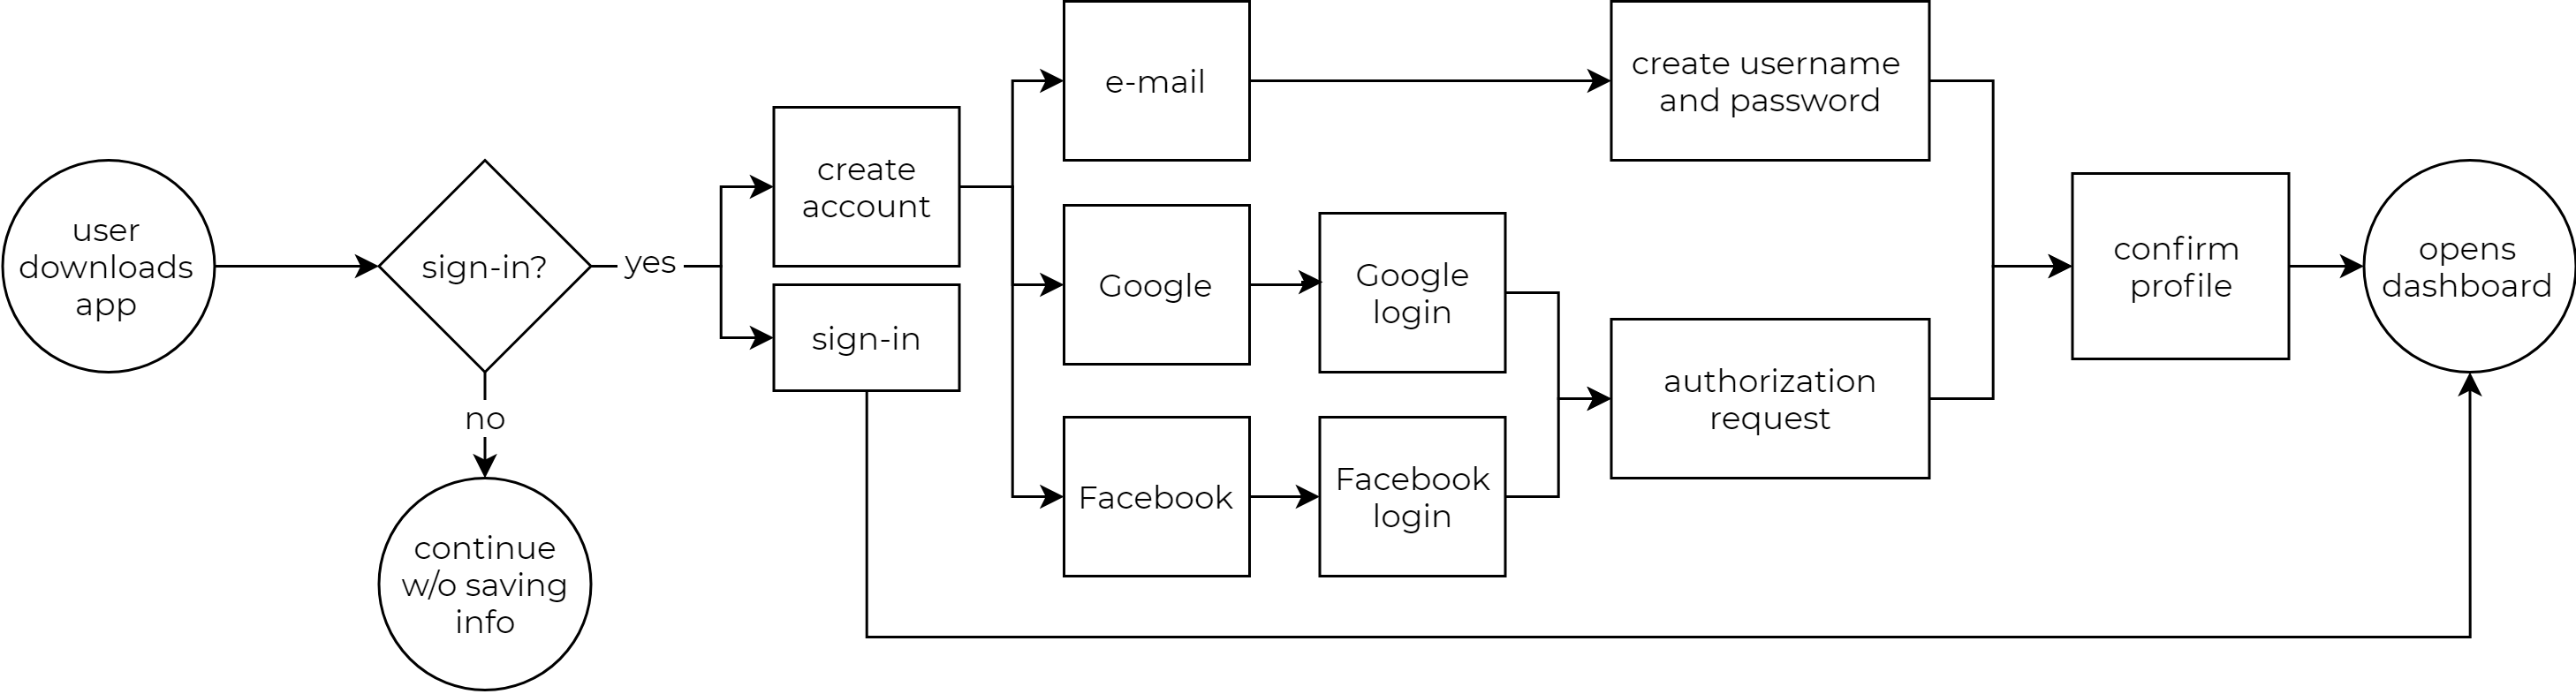 user
downloads
app
sign-in?
yes
no
continue
w/o saving
info
create
account
sign-in
e-mail
Google
Facebook
Google
login
Facebook
login
create username
and password
authorization
request
confirm
profile
opens
dashboard